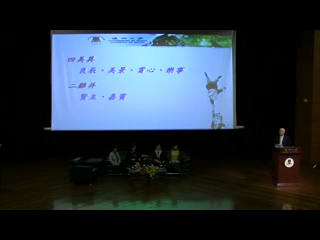 四美具
良辰、美景、賞心、樂事
二難并
賢主、嘉賓